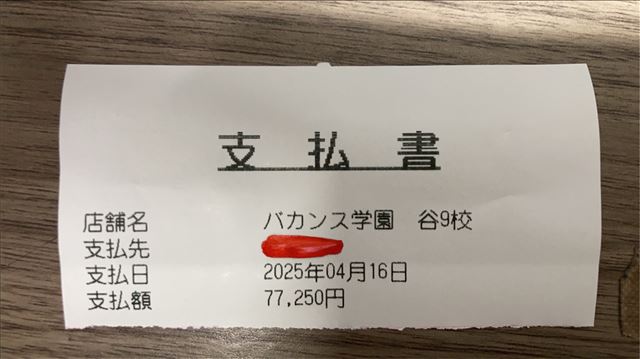 支払書
店舗名 バカンス学園 谷9校
支払先
支払日 2025年04月16日
支払額 77,250円